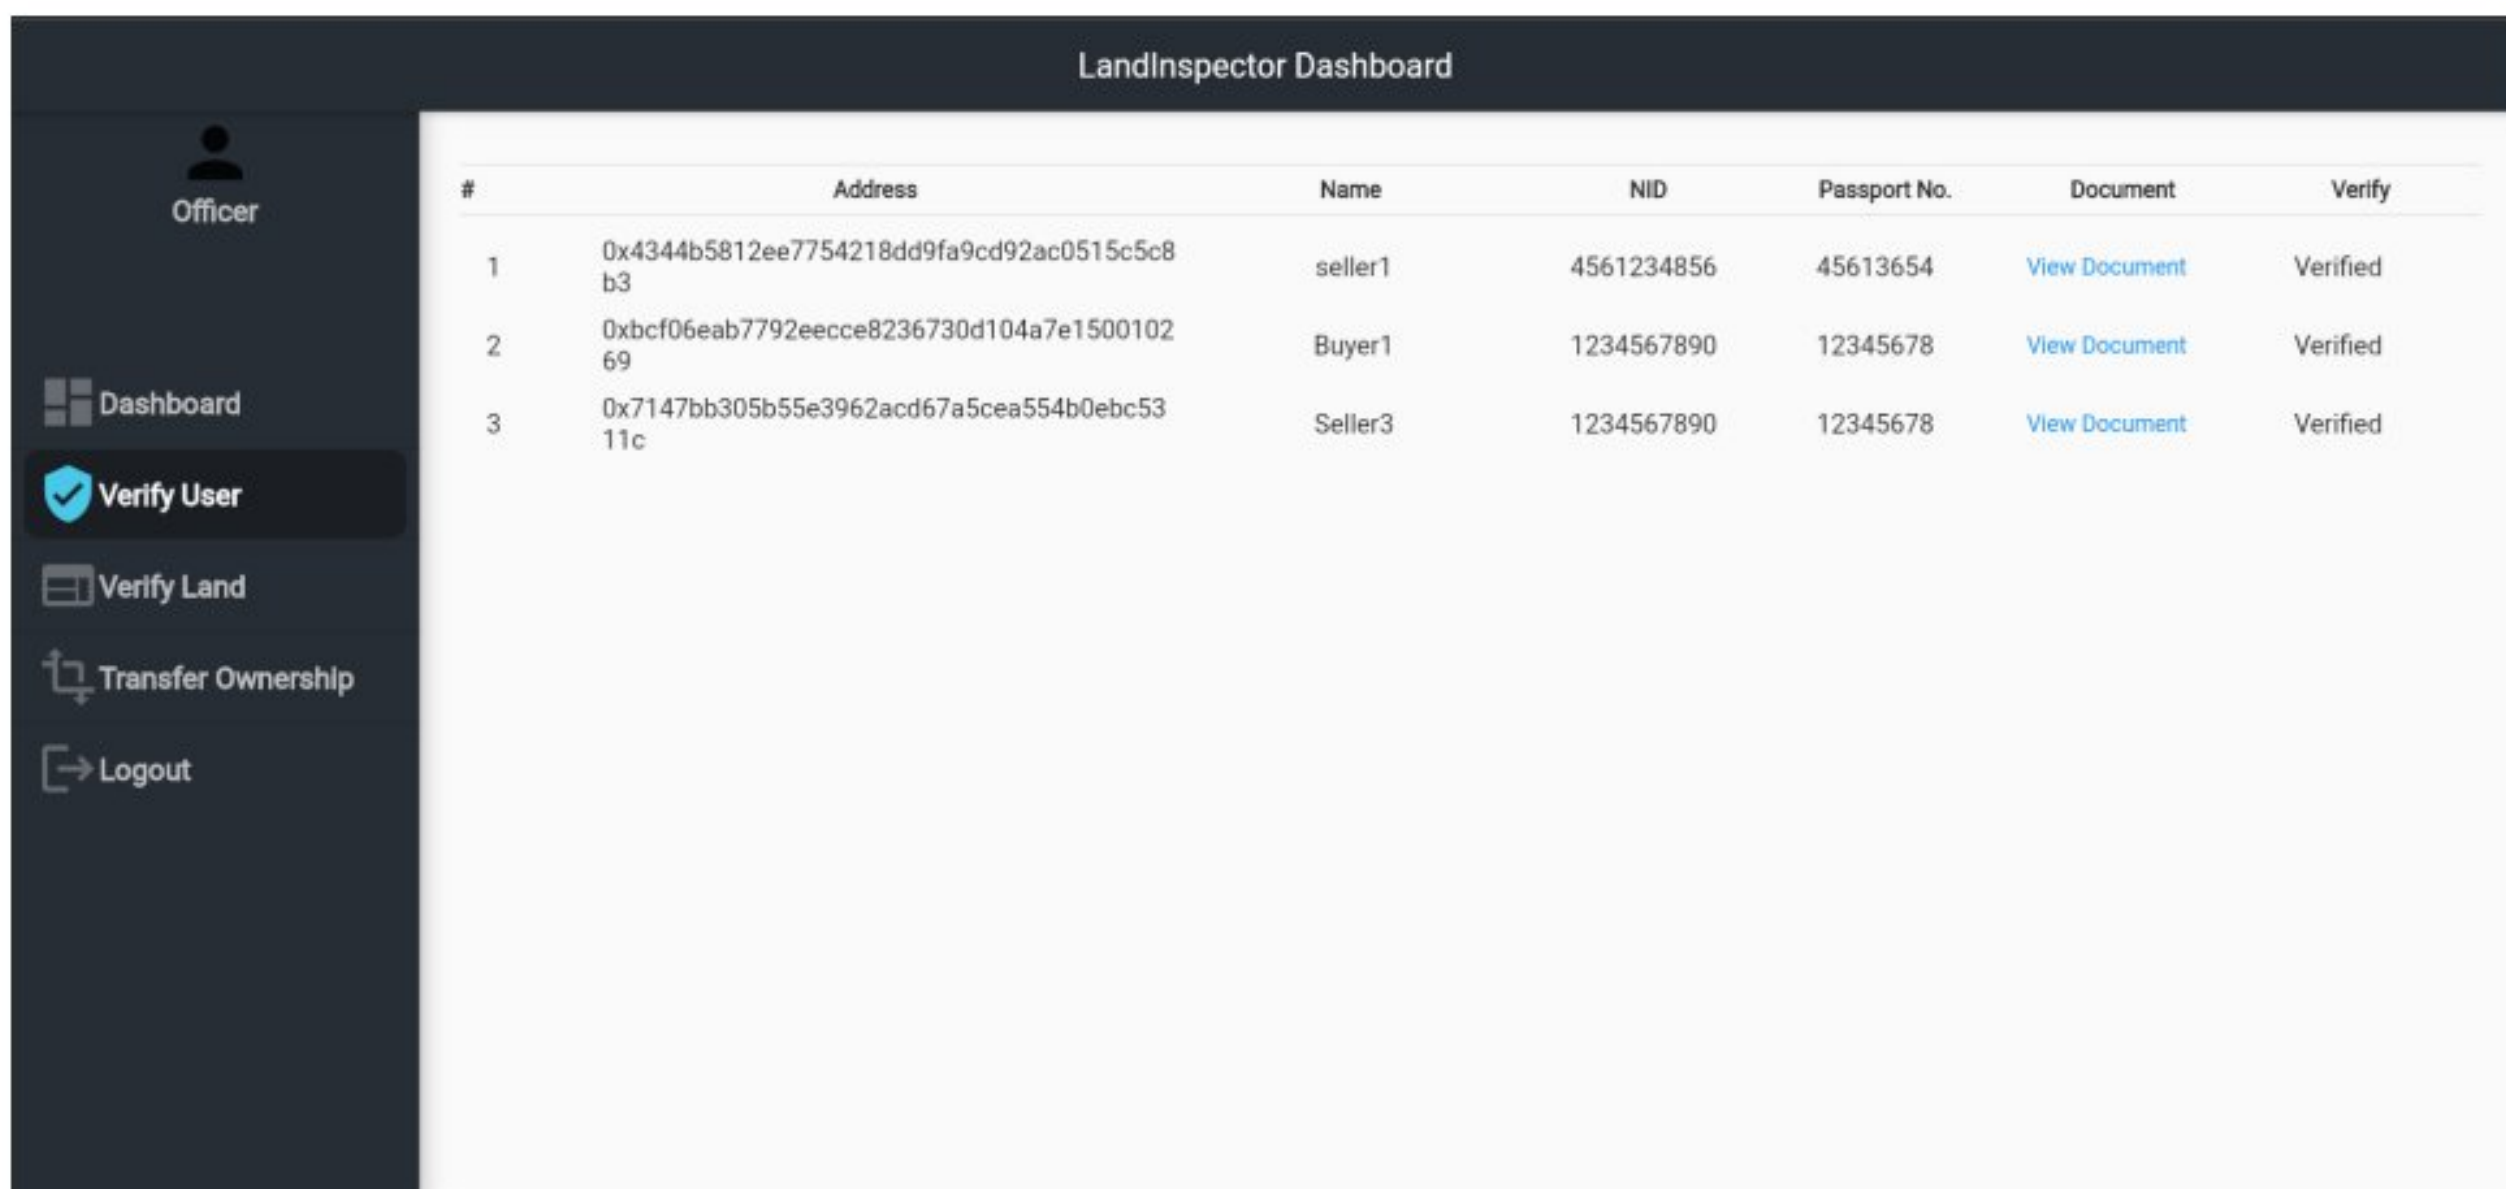 LandInspector Dashboard
Officer
Dashboard
Verify User
Verify Land
Transfer Ownership
Logout
# Address Name NID Passport No. Document Verify
1 0x4344b5812ee7754218dd9fa9cd92ac0515c5c8 seller1 4561234856 45613654 View Document Verified
b3
2 0xbcf06eab7792eecce8236730d104a7e1500102 Buyer1 1234567890 12345678 View Document Verified
69
3 0x7147bb305b55e3962acd67a5cea554b0ebc53 Seller3 1234567890 12345678 View Document Verified
11c